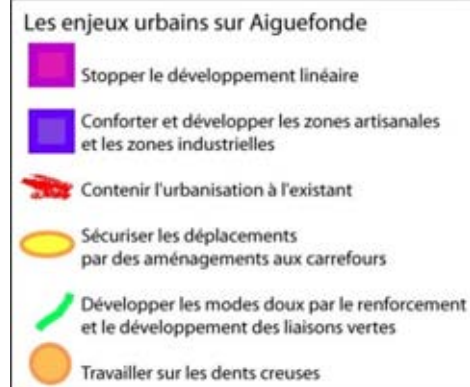 Les enjeux urbains sur Aiguefonde
Stopper le développement linéaire
Conforter et développer les zones artisanales
et les zones industrielles
Contenir l'urbanisation à l'existant
Sécuriser les déplacements
par des aménagements aux carrefours
Développer les modes doux par le renforcement
et le développement des liaisons vertes
Travailler sur les dents creuses